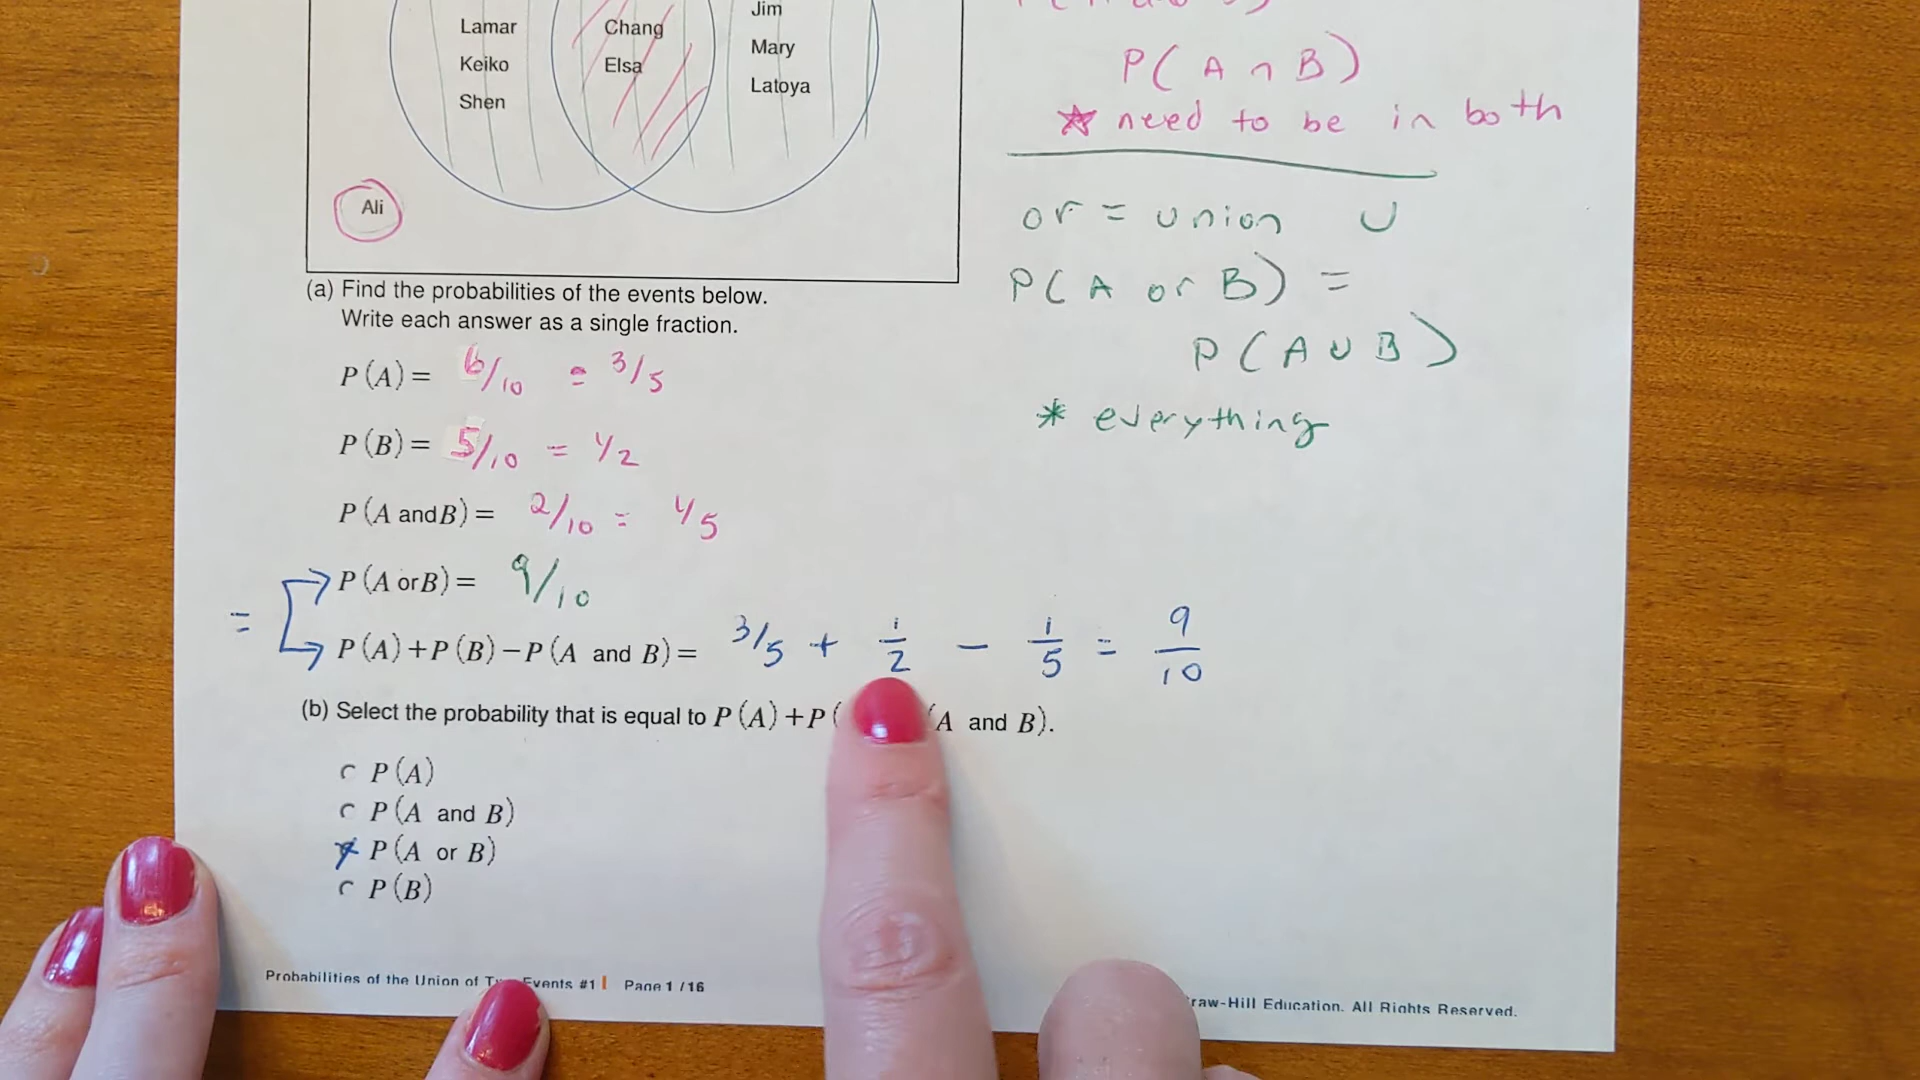 Lamar Chang Jim
Keiko Elsa Mary
Shen Latoya
Ali
P(A ∩ B)
☆ need to be in both
or = union ∪
P(A or B) =
P(A ∪ B)
* everything
(a) Find the probabilities of the events below.
Write each answer as a single fraction.
P(A) = 6/10 = 3/5
P(B) = 5/10 = 1/2
P(A andB) = 2/10 = 1/5
P(A orB) = 9/10
= P(A)+P(B)−P(A and B) = 3/5 + 1/2 − 1/5 = 9/10
(b) Select the probability that is equal to P(A)+P( (A and B).
P(A)
P(A and B)
P(A or B)
P(B)
Probabilities of the Union of Events #1 Page 1 / 16
raw-Hill Education. All Rights Reserved.